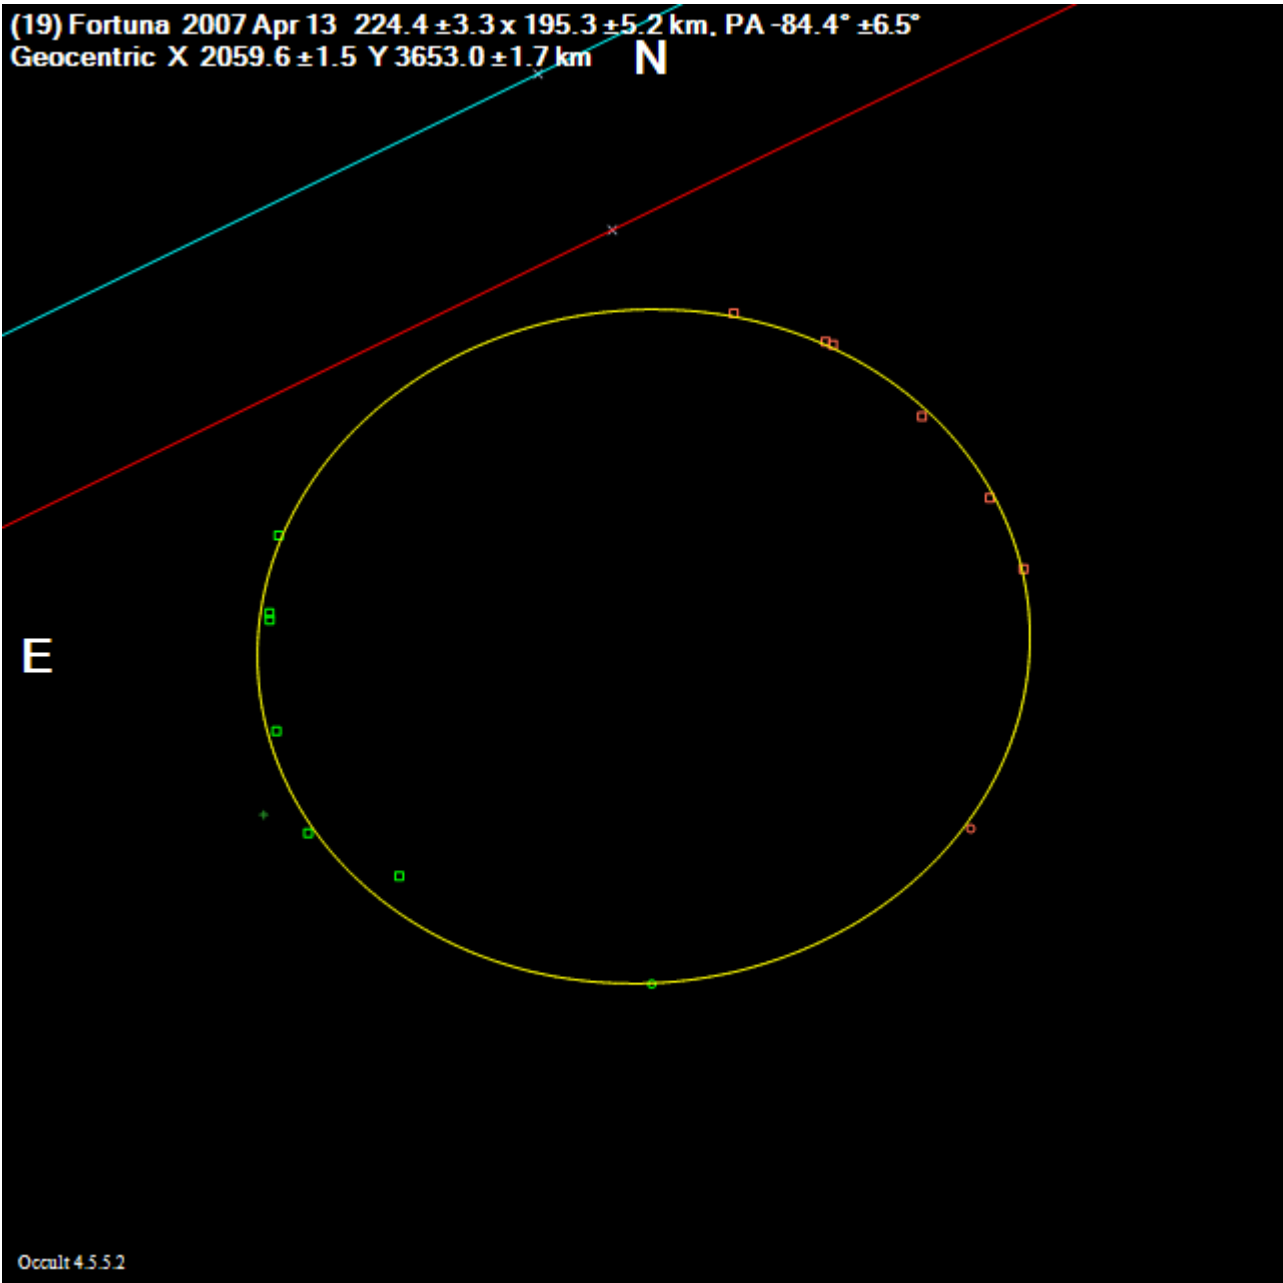 (19) Fortuna 2007 Apr 13 224.4 ±3.3 x 195.3 ±5.2 km, PA -84.4° ±6.5°
Geocentric X 2059.6 ±1.5 Y 3653.0 ±1.7 km
N
E
Occult 4.5.5.2